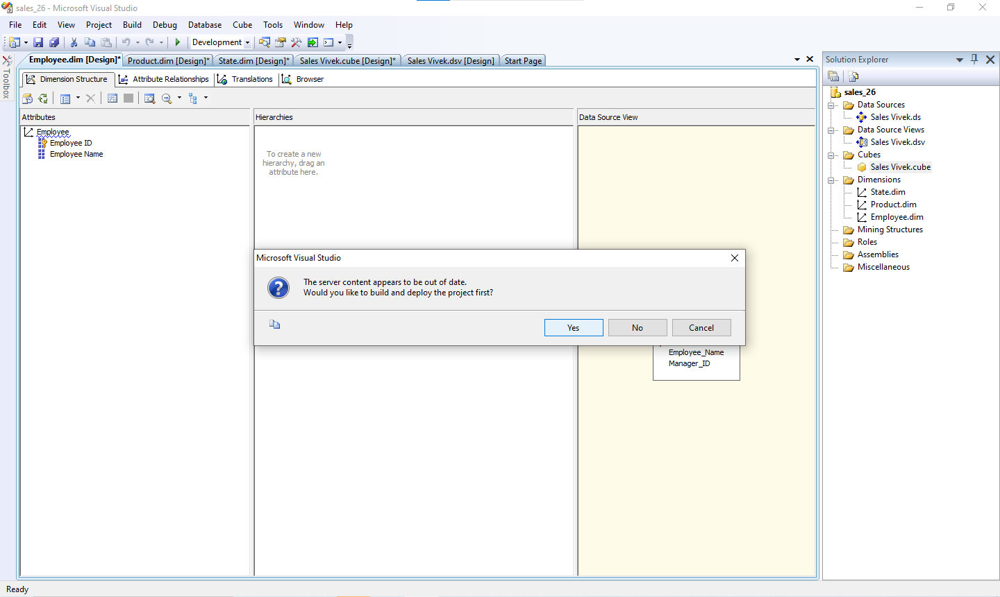 sales_26 - Microsoft Visual Studio
File Edit View Project Build Debug Database Cube Tools Window Help
Development
Toolbox
Employee.dim [Design]* Product.dim [Design]* State.dim [Design]* Sales Vivek.cube [Design]* Sales Vivek.dsv [Design] Start Page
Dimension Structure Attribute Relationships Translations Browser
Attributes
Employee
Employee ID
Employee Name
Hierarchies
To create a new
hierarchy, drag an
attribute here.
Data Source View
Employee_Name
Manager_ID
Microsoft Visual Studio
The server content appears to be out of date.
Would you like to build and deploy the project first?
Yes No Cancel
Solution Explorer
sales_26
Data Sources
Sales Vivek.ds
Data Source Views
Sales Vivek.dsv
Cubes
Sales Vivek.cube
Dimensions
State.dim
Product.dim
Employee.dim
Mining Structures
Roles
Assemblies
Miscellaneous
Ready